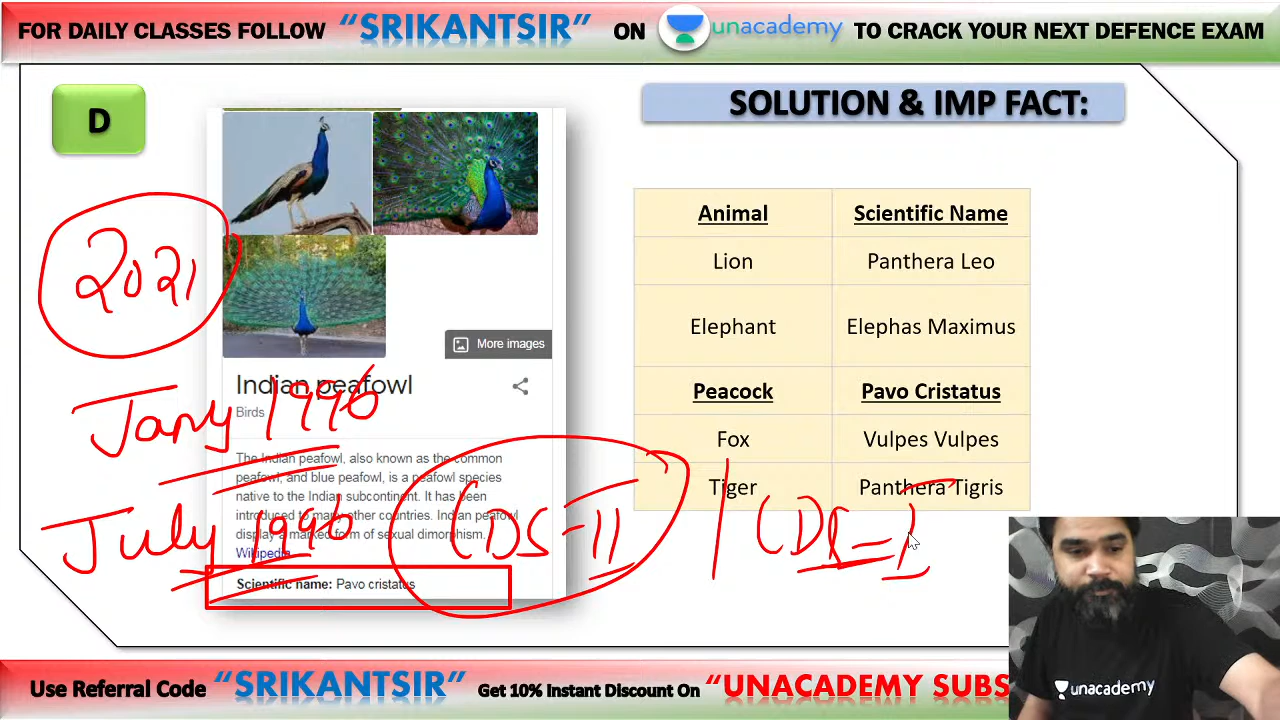 FOR DAILY CLASSES FOLLOW "SRIKANTSIR" ON unacademy TO CRACK YOUR NEXT DEFENCE EXAM
D
SOLUTION & IMP FACT:
Animal Scientific Name
Lion Panthera Leo
Elephant Elephas Maximus
Peacock Pavo Cristatus
Fox Vulpes Vulpes
Tiger Panthera Tigris
2021
More images
Indian peafowl
Birds
Jany 1996
The Indian peafowl, also known as the common
peafowl, and blue peafowl, is a peafowl species
native to the Indian subcontinent. It has been
introduced to many other countries. Indian peafowl
display a marked form of sexual dimorphism.
Wikipedia
Scientific name: Pavo cristatus
July 1996
CDS-II
unacademy
Use Referral Code "SRIKANTSIR" Get 10% Instant Discount On "UNACADEMY SUBS